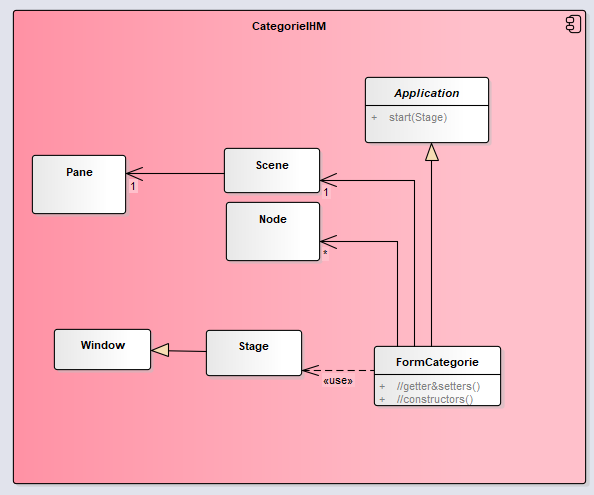 CategorieIHM
Application
+ start(Stage)
Pane
1
Scene
1
Node
*
Window
Stage
«use»
FormCategorie
+ //getter&setters()
+ //constructors()